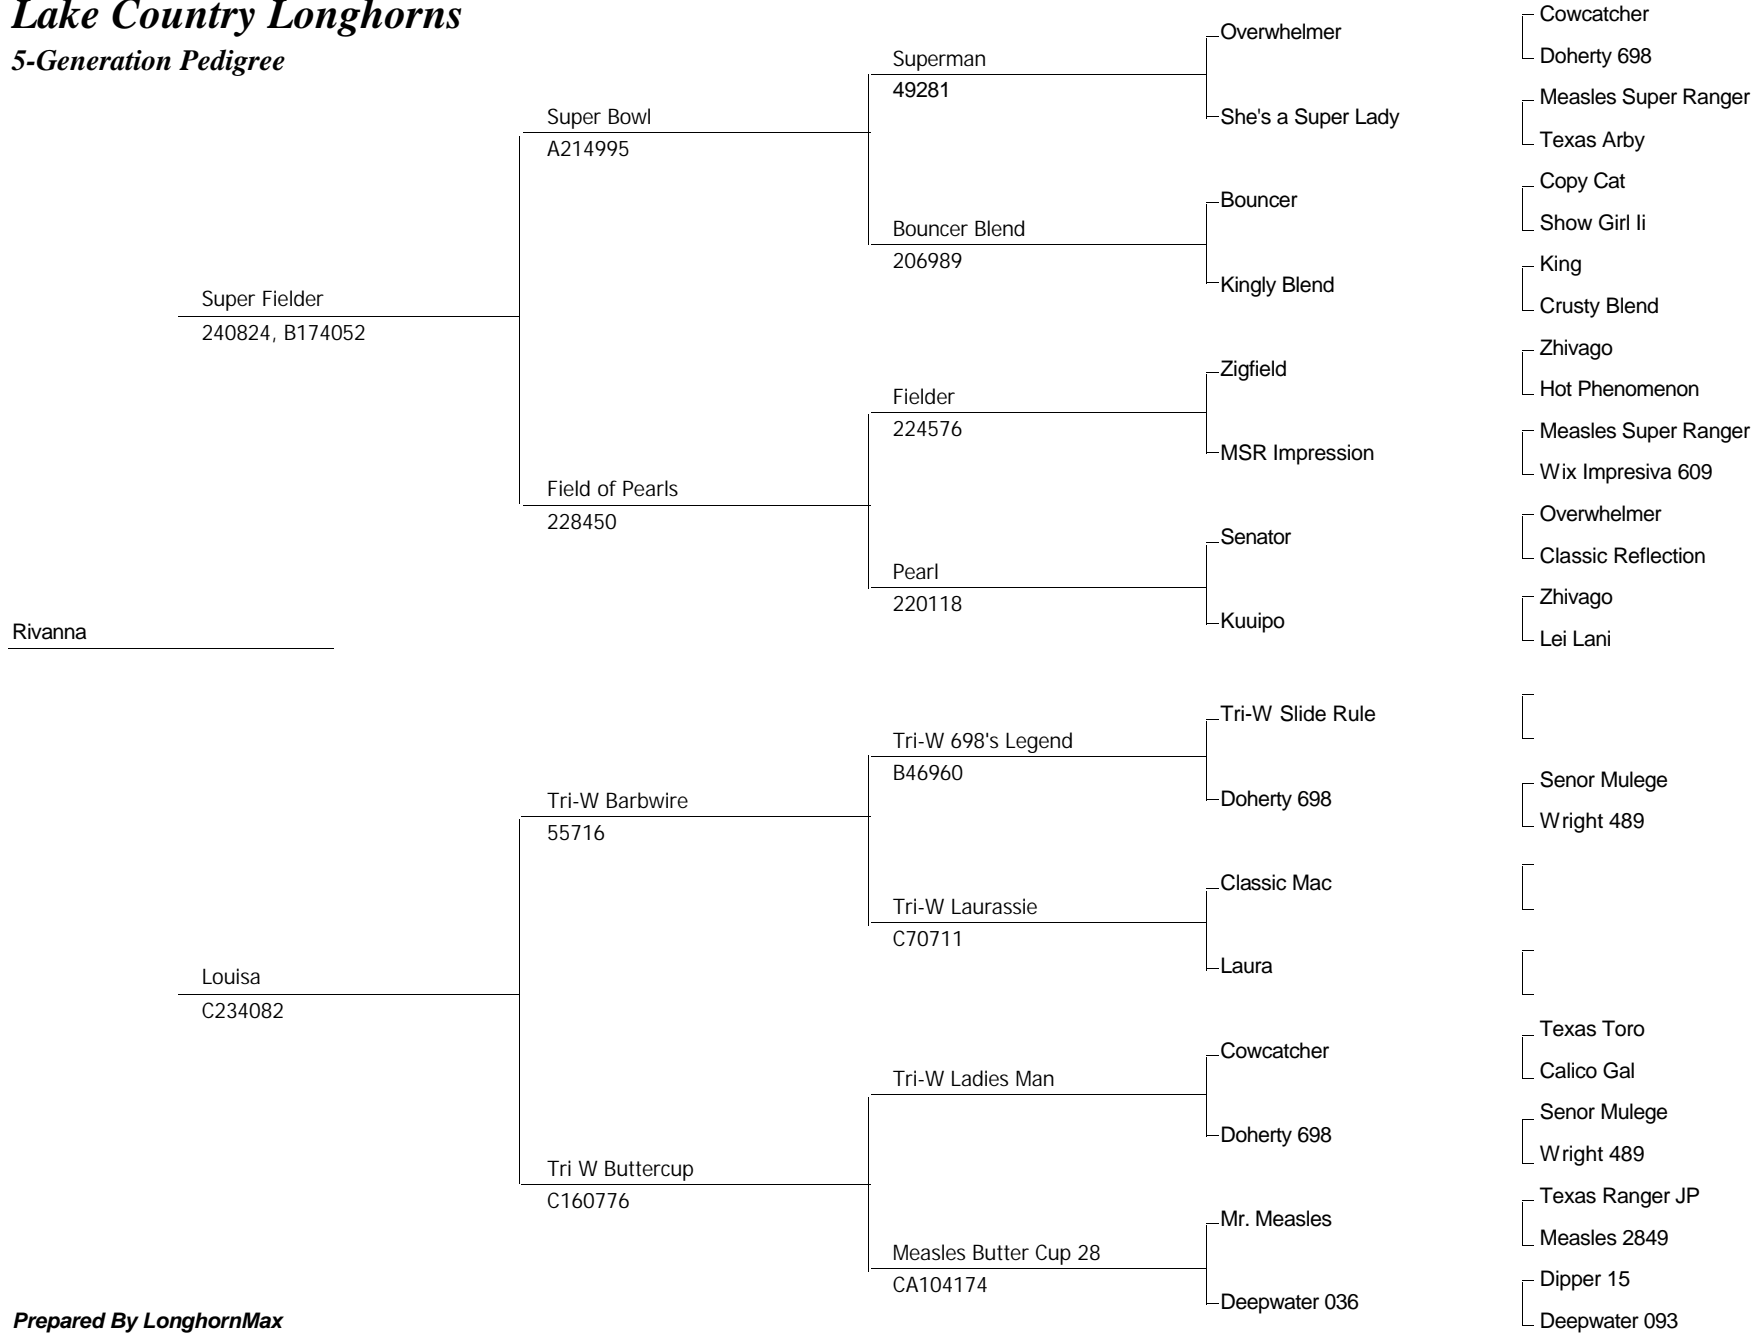 Lake Country Longhorns
5-Generation Pedigree
Rivanna
Super Fielder
240824, B174052
Louisa
C234082
Super Bowl
A214995
Field of Pearls
228450
Tri-W Barbwire
55716
Tri W Buttercup
C160776
Superman
49281
Bouncer Blend
206989
Fielder
224576
Pearl
220118
Tri-W 698's Legend
B46960
Tri-W Laurassie
C70711
Tri-W Ladies Man
Measles Butter Cup 28
CA104174
Overwhelmer
She's a Super Lady
Bouncer
Kingly Blend
Zigfield
MSR Impression
Senator
Kuuipo
Tri-W Slide Rule
Doherty 698
Classic Mac
Laura
Cowcatcher
Doherty 698
Mr. Measles
Deepwater 036
Cowcatcher
Doherty 698
Measles Super Ranger
Texas Arby
Copy Cat
Show Girl Ii
King
Crusty Blend
Zhivago
Hot Phenomenon
Measles Super Ranger
Wix Impresiva 609
Overwhelmer
Classic Reflection
Zhivago
Lei Lani
Senor Mulege
Wright 489
Texas Toro
Calico Gal
Senor Mulege
Wright 489
Texas Ranger JP
Measles 2849
Dipper 15
Deepwater 093
Prepared By LonghornMax